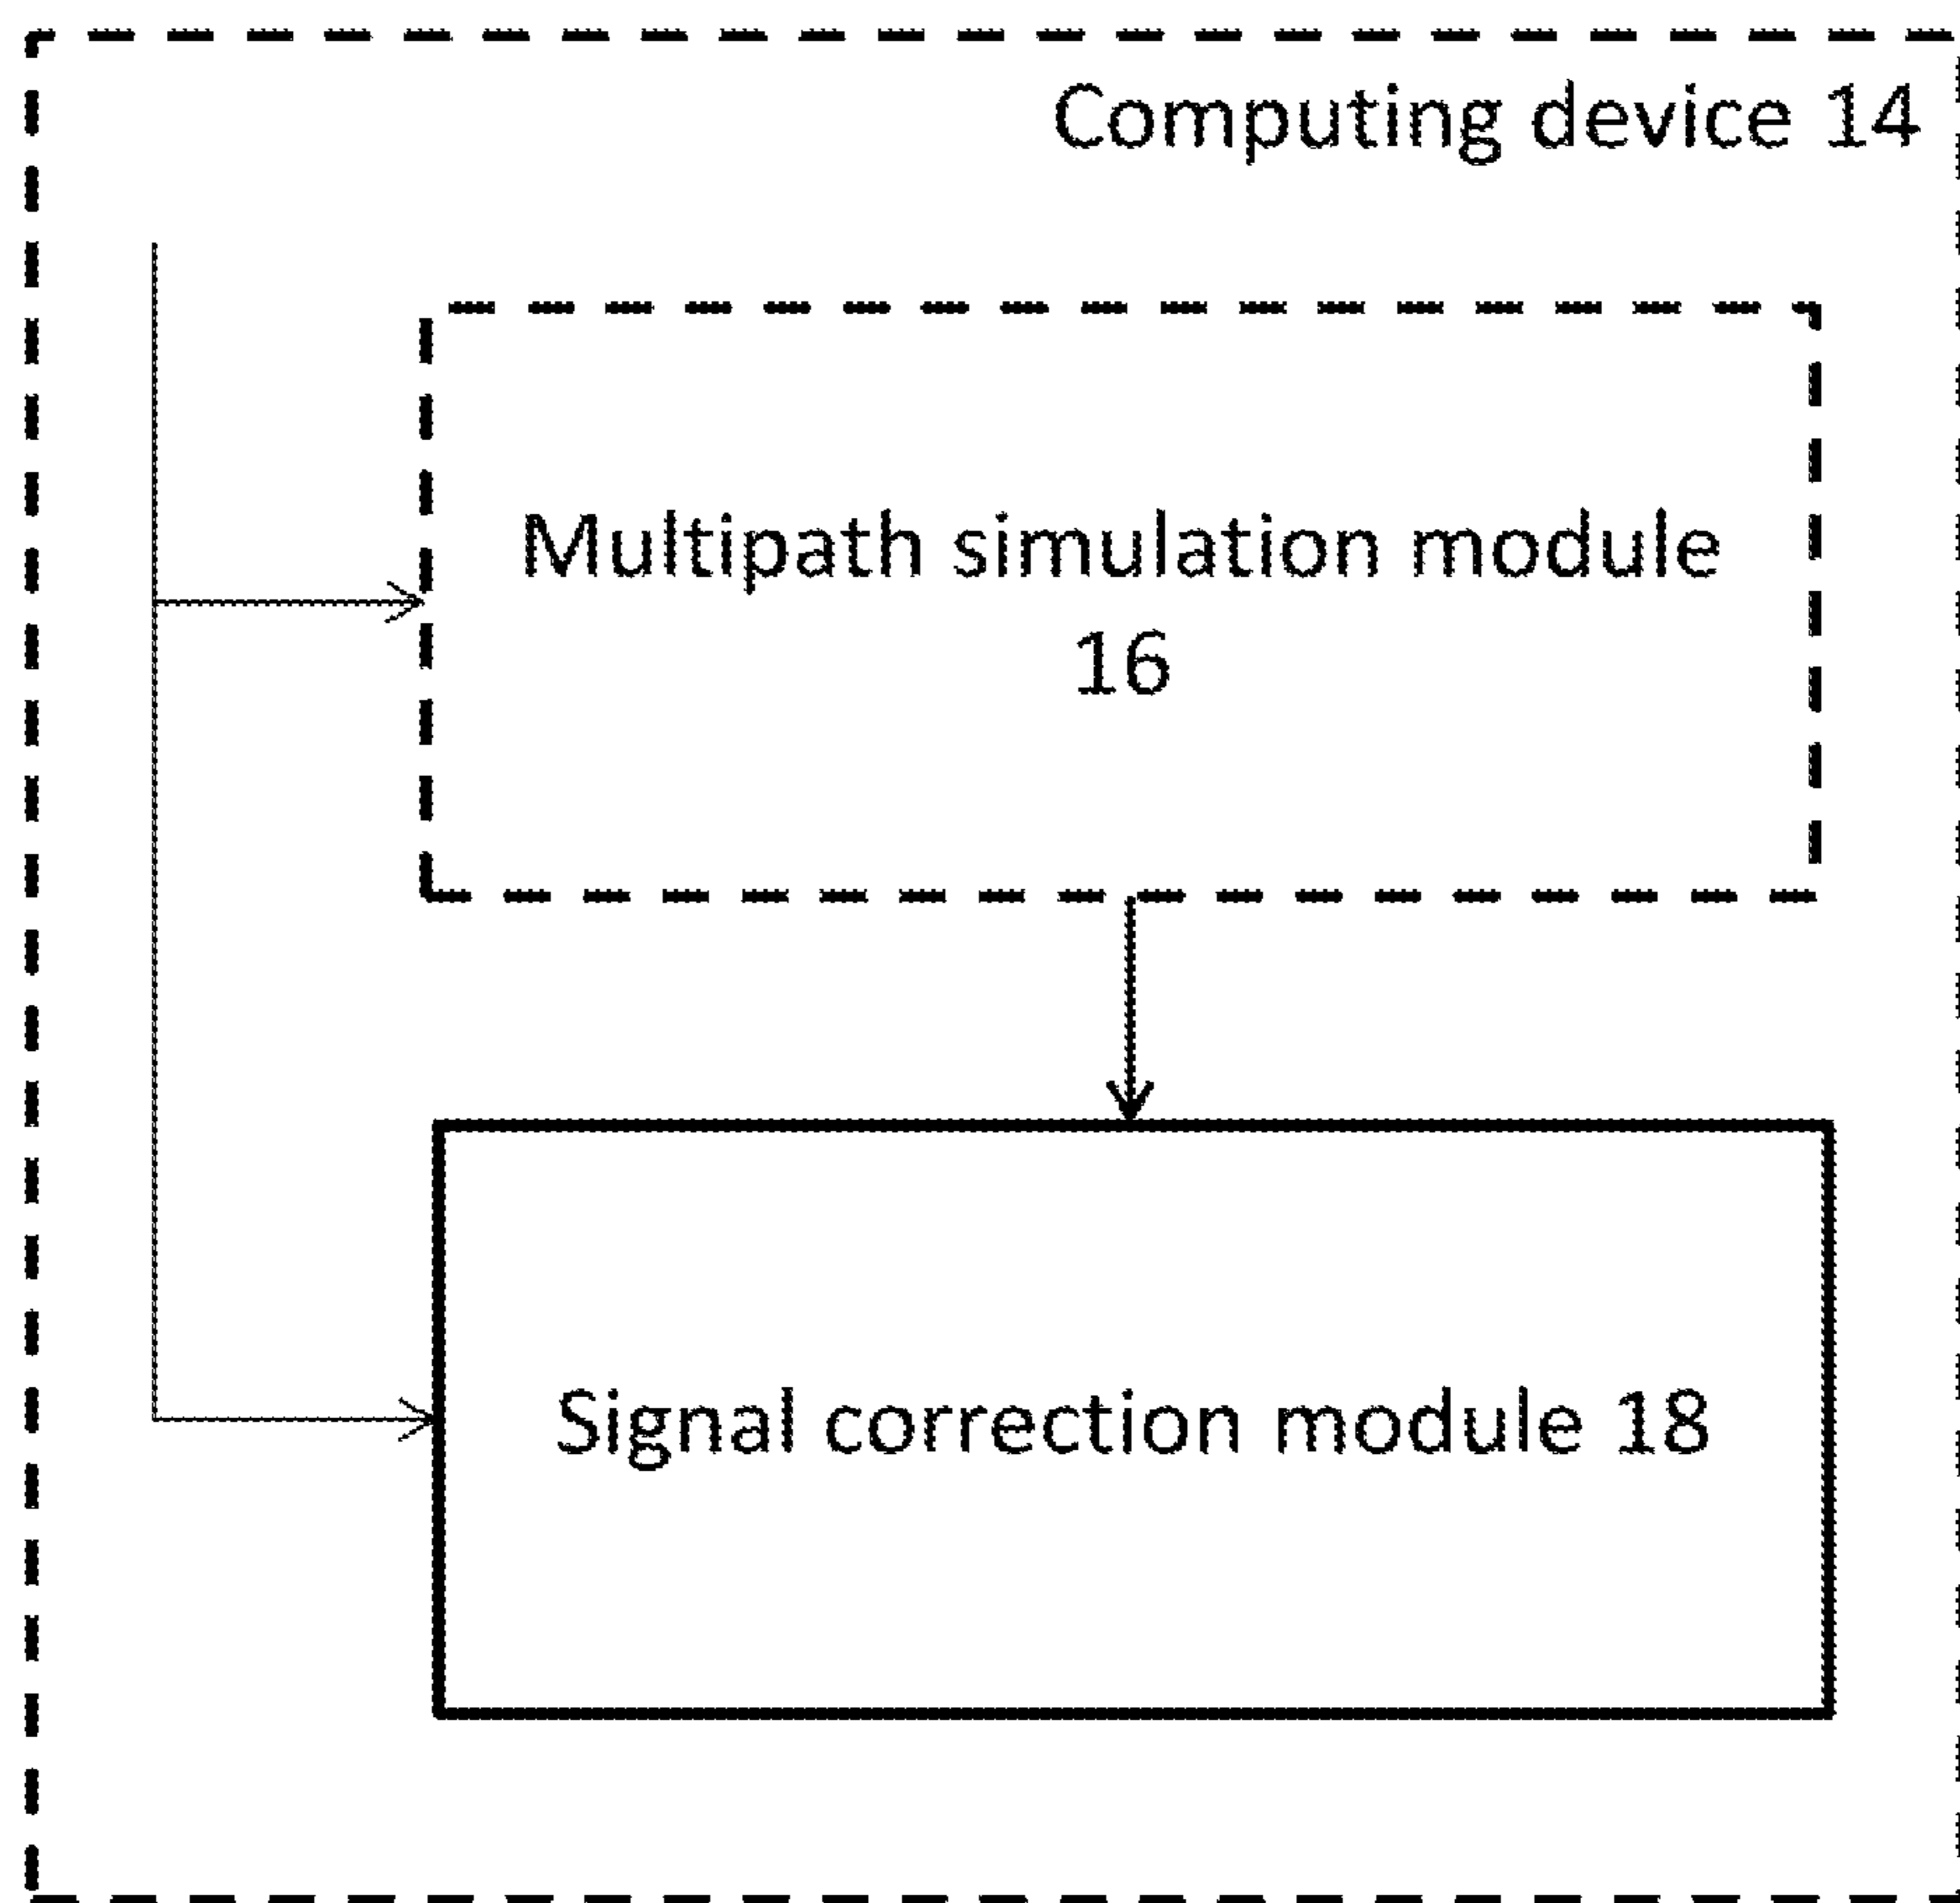 Computing device 14
Multipath simulation module
16
Signal correction module 18